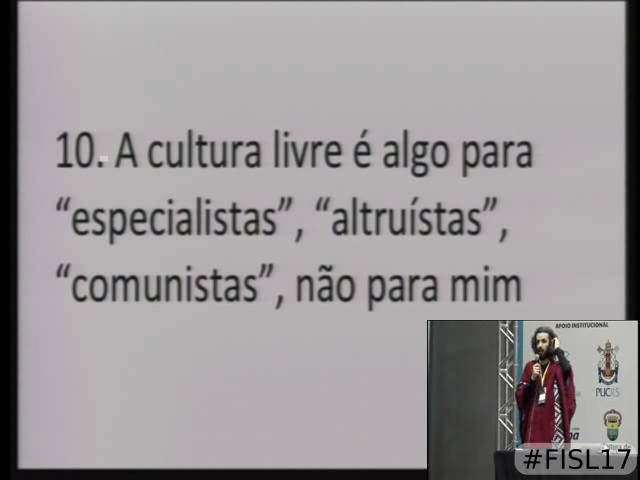 10. A cultura livre é algo para
“especialistas”, “altruístas”,
“comunistas”, não para mim
APOIO INSTITUCIONAL
PUCRS
#FISL17